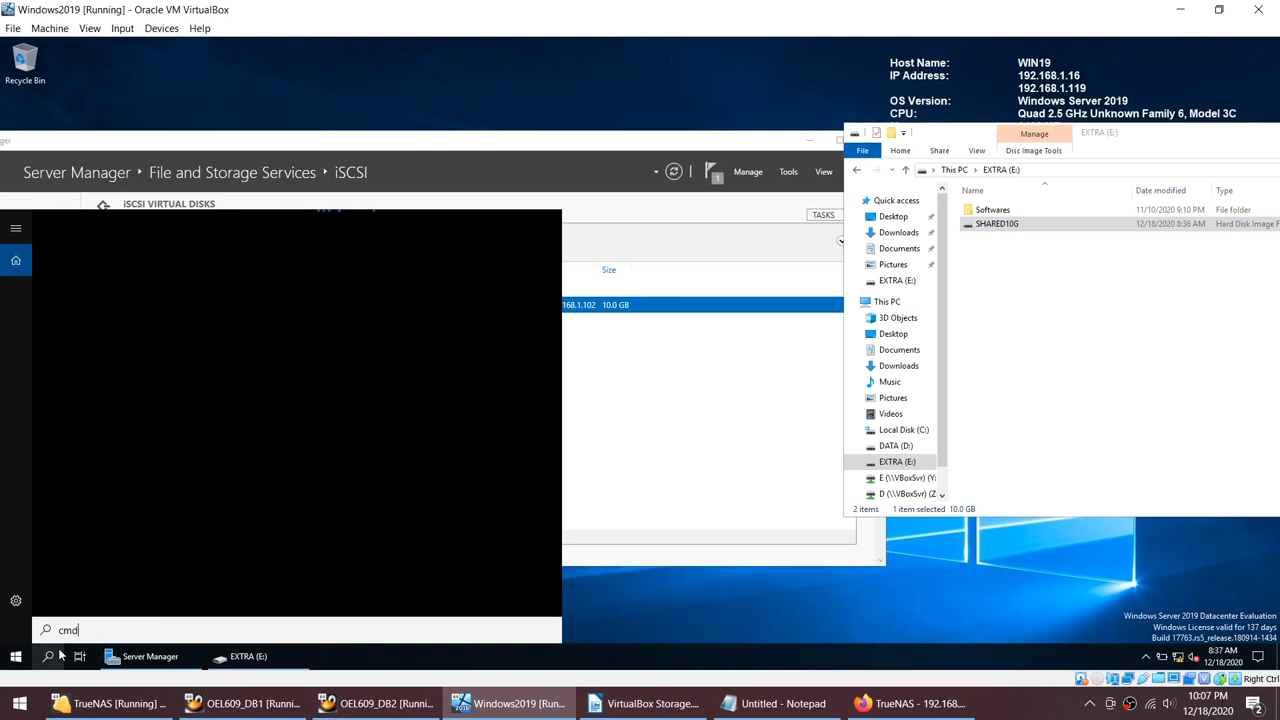 Windows2019 [Running] - Oracle VM VirtualBox
File Machine View Input Devices Help
Recycle Bin
Host Name: WIN19
IP Address: 192.168.1.16
192.168.1.119
OS Version: Windows Server 2019
CPU: Quad 2.5 GHz Unknown Family 6, Model 3C
ger
Server Manager ‣ File and Storage Services ‣ iSCSI
1 Manage Tools View
iSCSI VIRTUAL DISKS
TASKS
Size
168.1.102 10.0 GB
Manage EXTRA (E:)
File Home Share View Disc Image Tools
This PC › EXTRA (E:)
Name Date modified Type
Quick access
Desktop
Downloads
Documents
Pictures
EXTRA (E:)
This PC
3D Objects
Desktop
Documents
Downloads
Music
Pictures
Videos
Local Disk (C:)
DATA (D:)
EXTRA (E:)
E (\\VBoxSvr) (Y:
D (\\VBoxSvr) (Z
Softwares 11/10/2020 9:10 PM File folder
SHARED10G 12/18/2020 8:36 AM Hard Disk Image F
2 items 1 item selected 10.0 GB
cmd
Windows Server 2019 Datacenter Evaluation
Windows License valid for 137 days
Build 17763.rs5_release.180914-1434
Server Manager EXTRA (E:)
8:37 AM
12/18/2020
Right Ctrl
TrueNAS [Running] ... OEL609_DB1 [Runni... OEL609_DB2 [Runni... Windows2019 [Run... VirtualBox Storage.... Untitled - Notepad TrueNAS - 192.168....
10:07 PM
12/18/2020
2